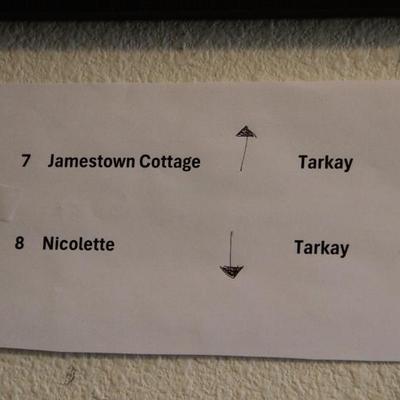 7 Jamestown Cottage ↑ Tarkay
8 Nicolette ↓ Tarkay